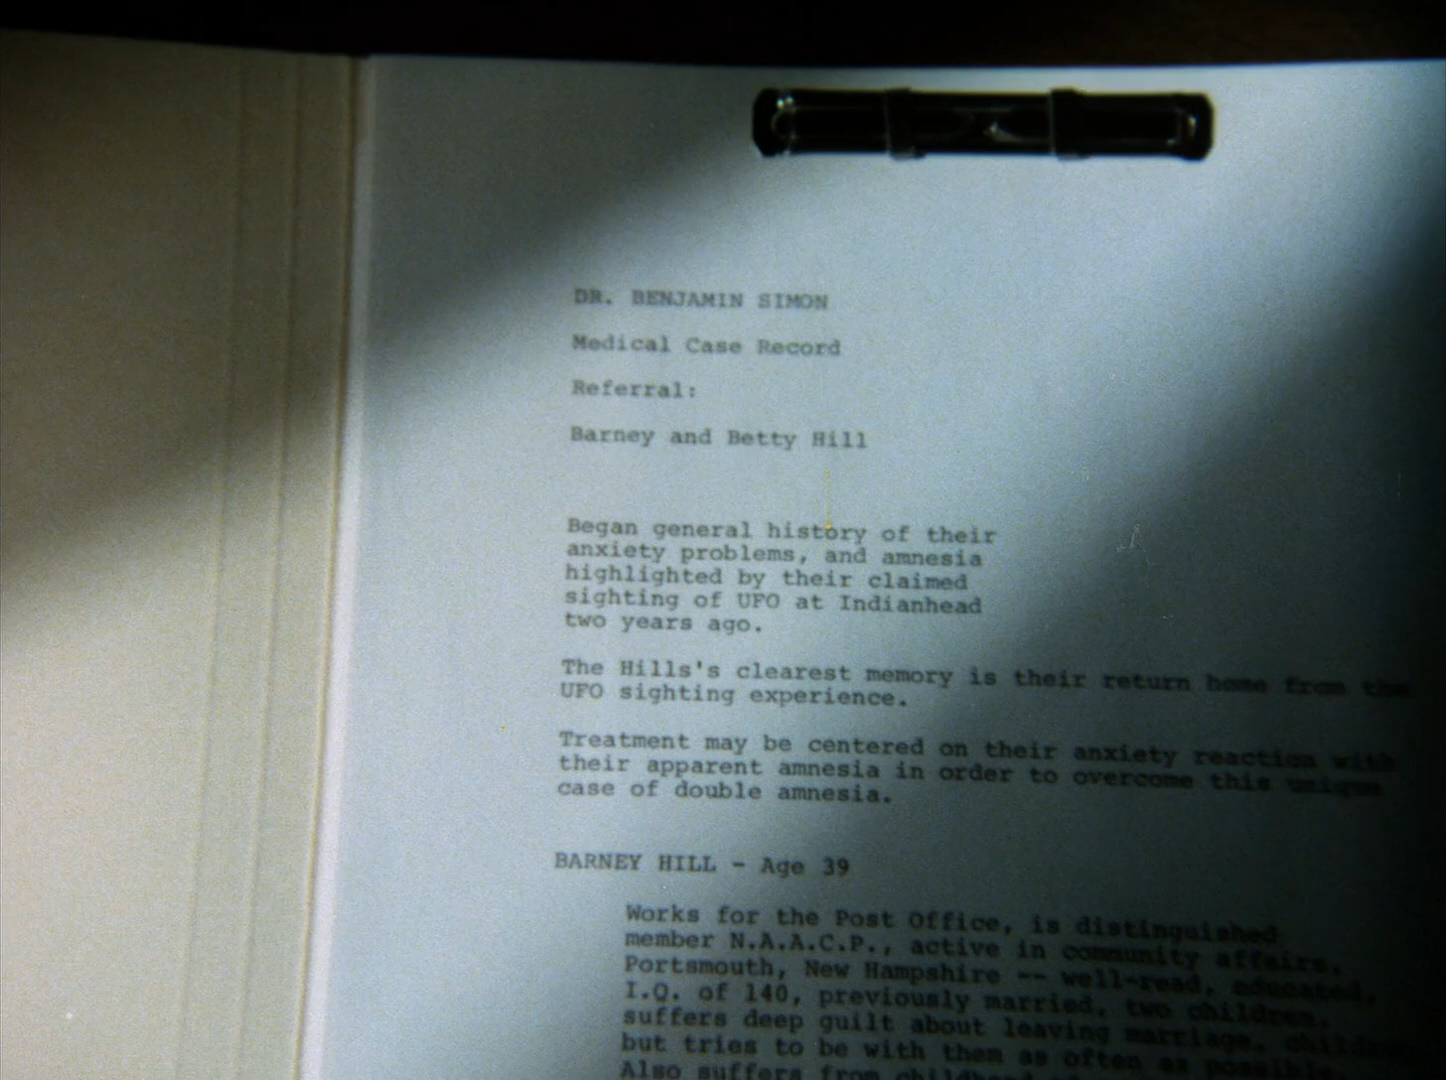 DR. BENJAMIN SIMON
Medical Case Record
Referral:
Barney and Betty Hill
Began general history of their
anxiety problems, and amnesia
highlighted by their claimed
sighting of UFO at Indianhead
two years ago.
The Hills's clearest memory is their return home from the
UFO sighting experience.
Treatment may be centered on their anxiety reaction with
their apparent amnesia in order to overcome this unique
case of double amnesia.
BARNEY HILL - Age 39
Works for the Post Office, is distinguished
member N.A.A.C.P., active in community affairs,
Portsmouth, New Hampshire -- well-read, educated,
I.Q. of 140, previously married, two children,
suffers deep guilt about leaving marriage,
but tries to be with them as often as possible.
Also suffers from